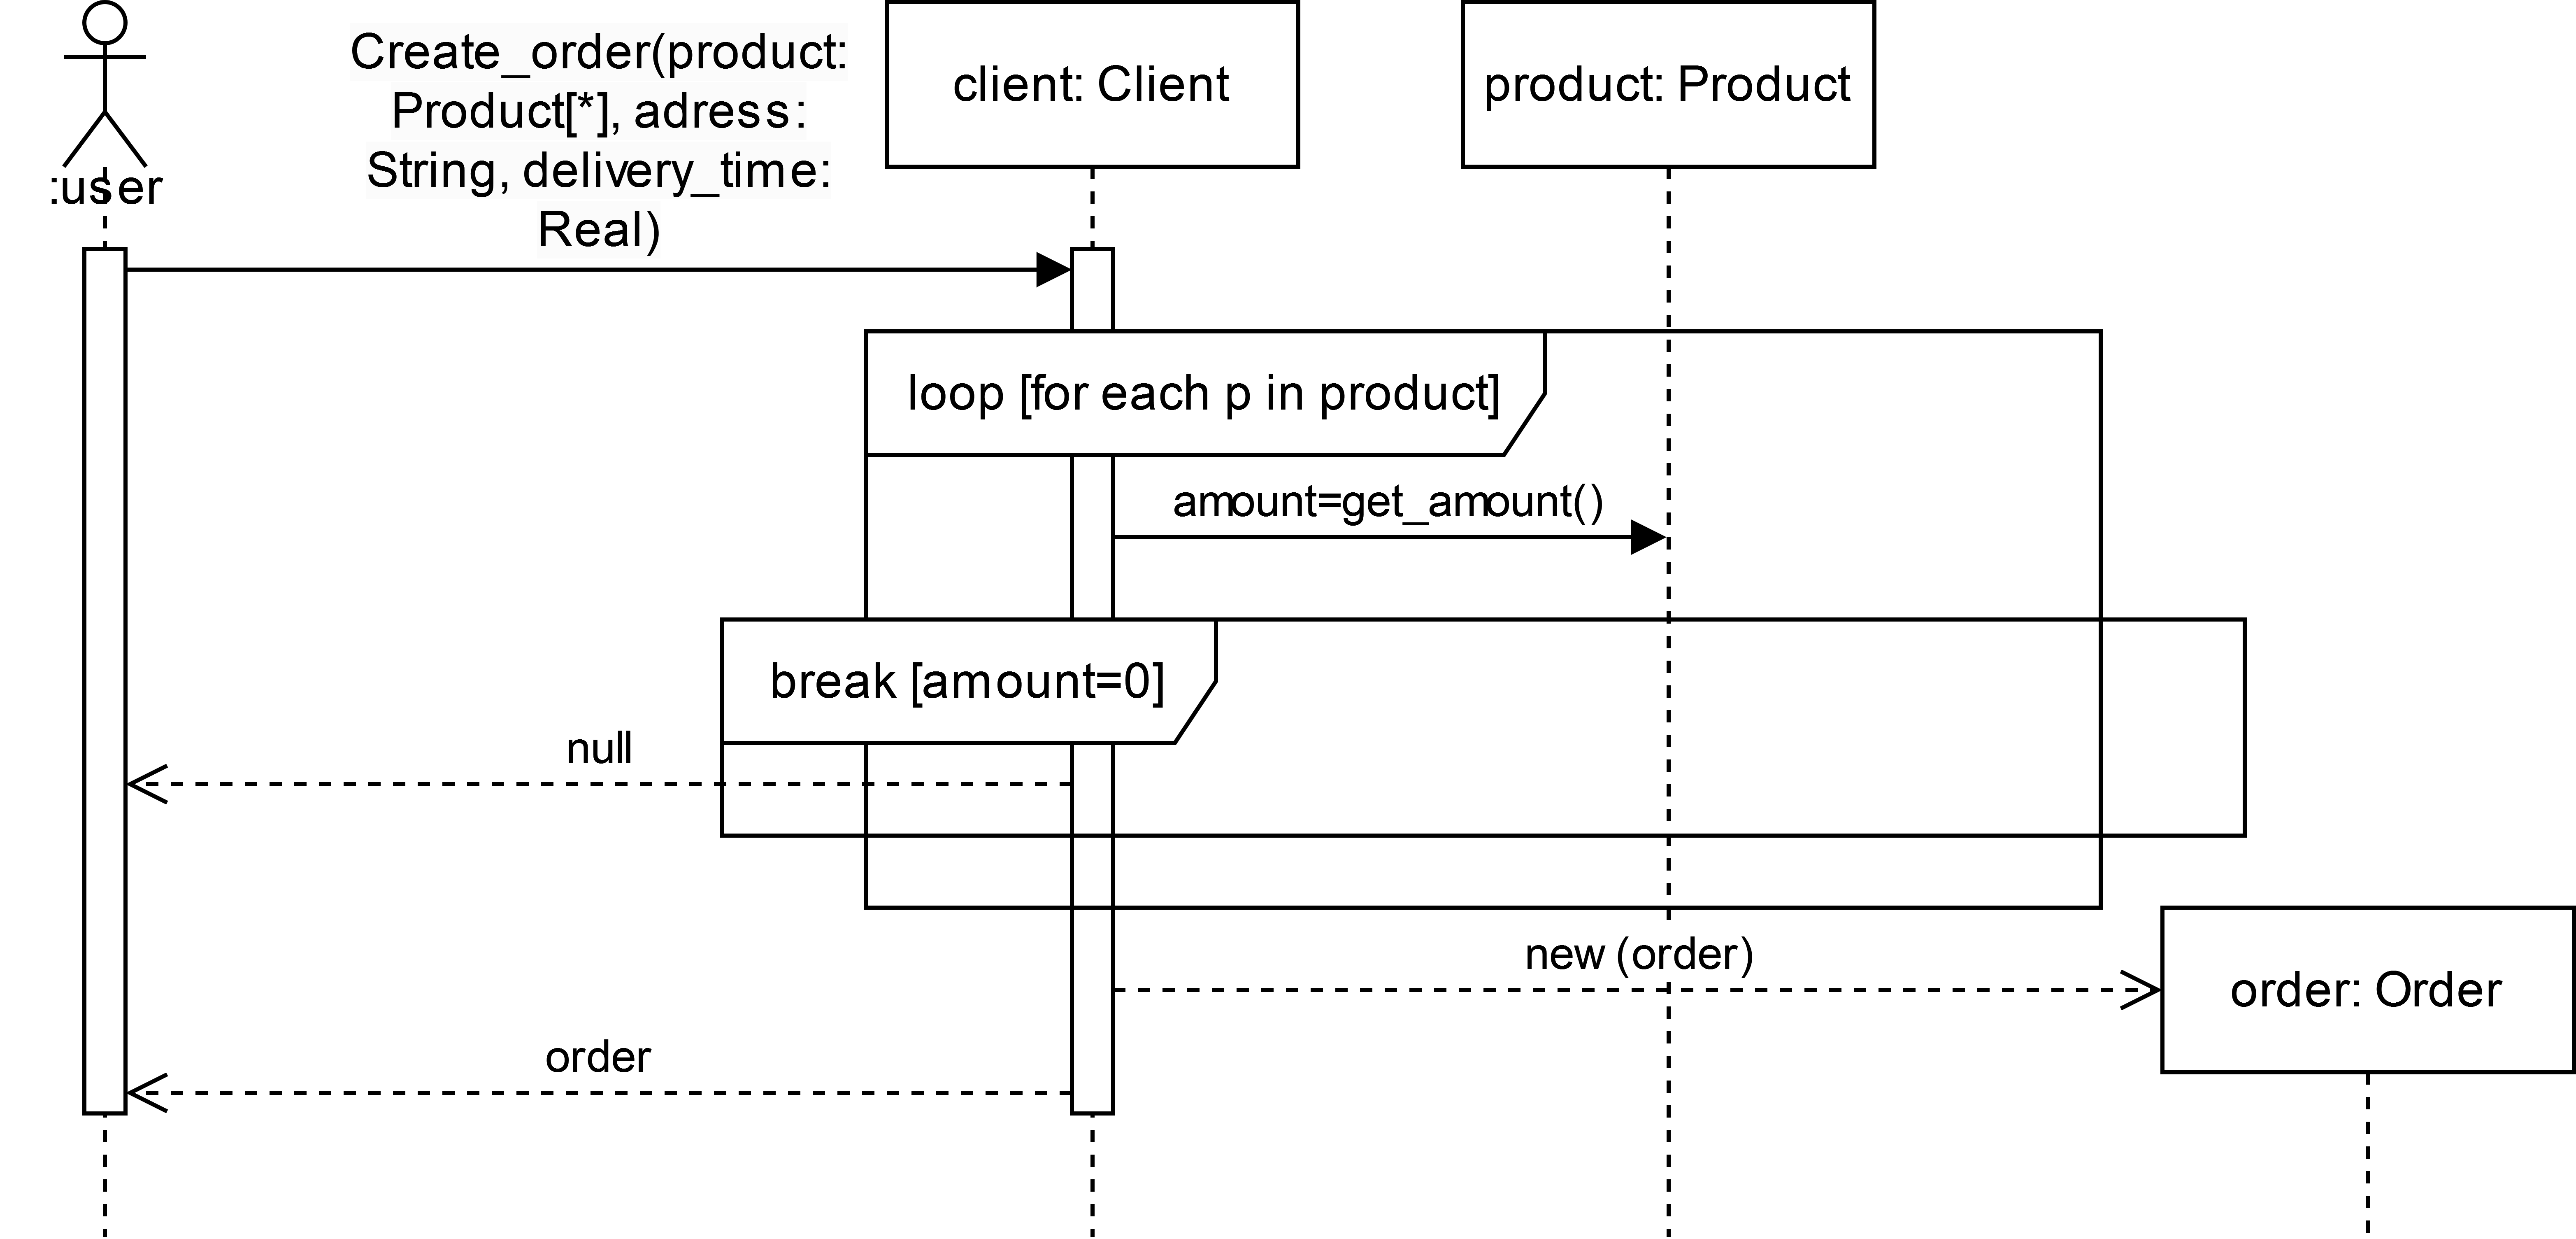 :user
Create_order(product:
Product[*], adress:
String, delivery_time:
Real)
client: Client
product: Product
loop [for each p in product]
amount=get_amount()
break [amount=0]
null
new (order)
order: Order
order